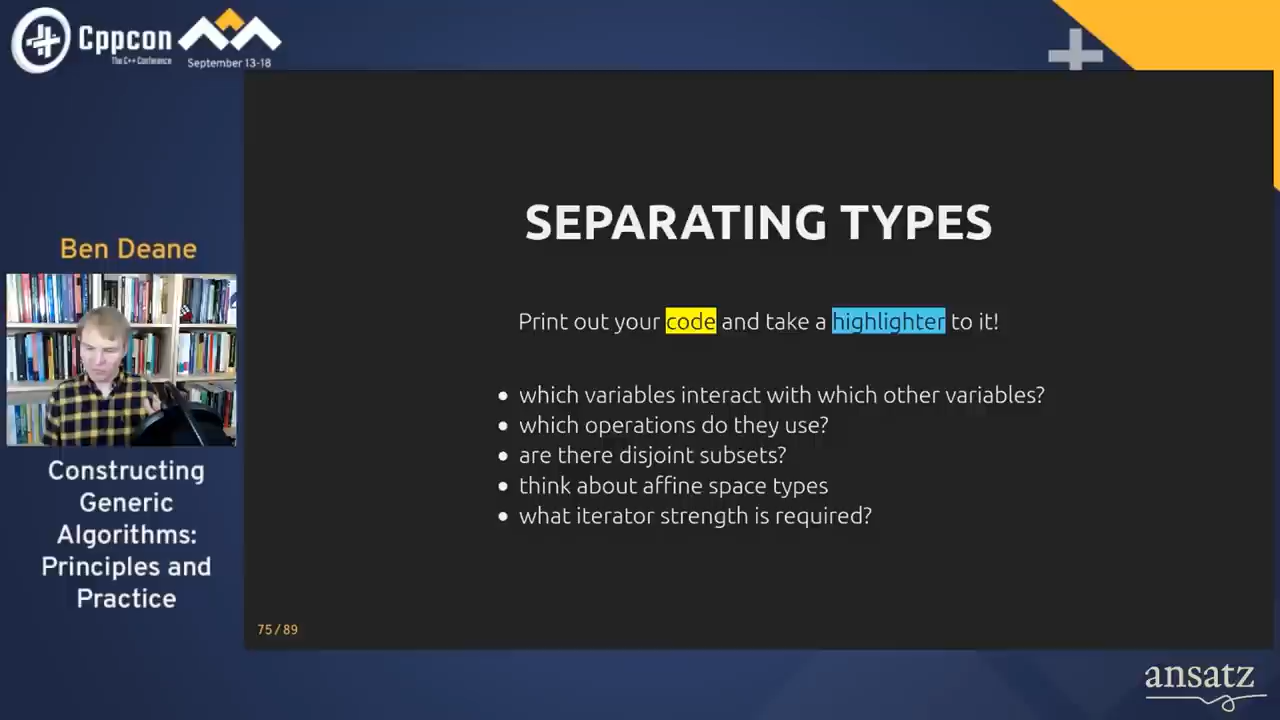 Cppcon
The C++ Conference
September 13-18
Ben Deane
Constructing
Generic
Algorithms:
Principles and
Practice
SEPARATING TYPES
Print out your code and take a highlighter to it!
• which variables interact with which other variables?
• which operations do they use?
• are there disjoint subsets?
• think about affine space types
• what iterator strength is required?
75 / 89
ansatz